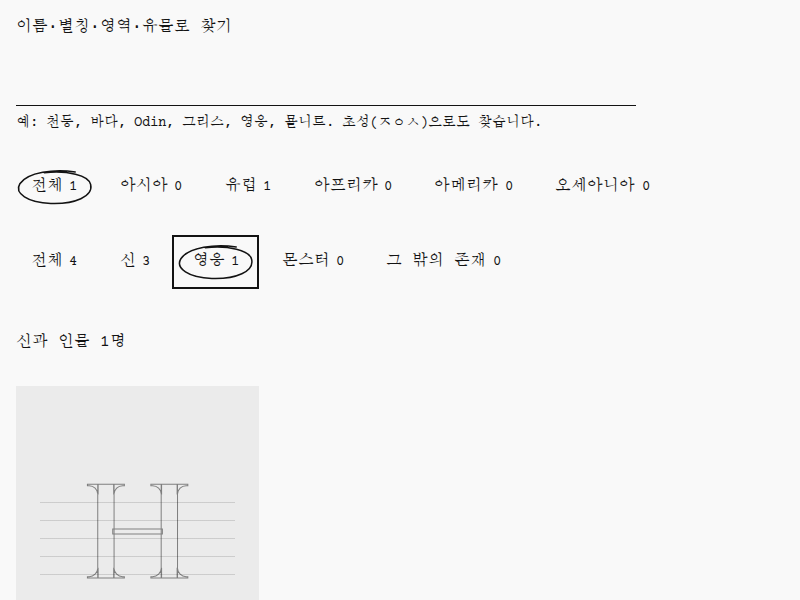 이름·별칭·영역·유물로 찾기
예: 천둥, 바다, Odin, 그리스, 영웅, 묠니르. 초성(ㅈㅇㅅ)으로도 찾습니다.
전체 1 아시아 0 유럽 1 아프리카 0 아메리카 0 오세아니아 0
전체 4 신 3 영웅 1 몬스터 0 그 밖의 존재 0
신과 인물 1명
H